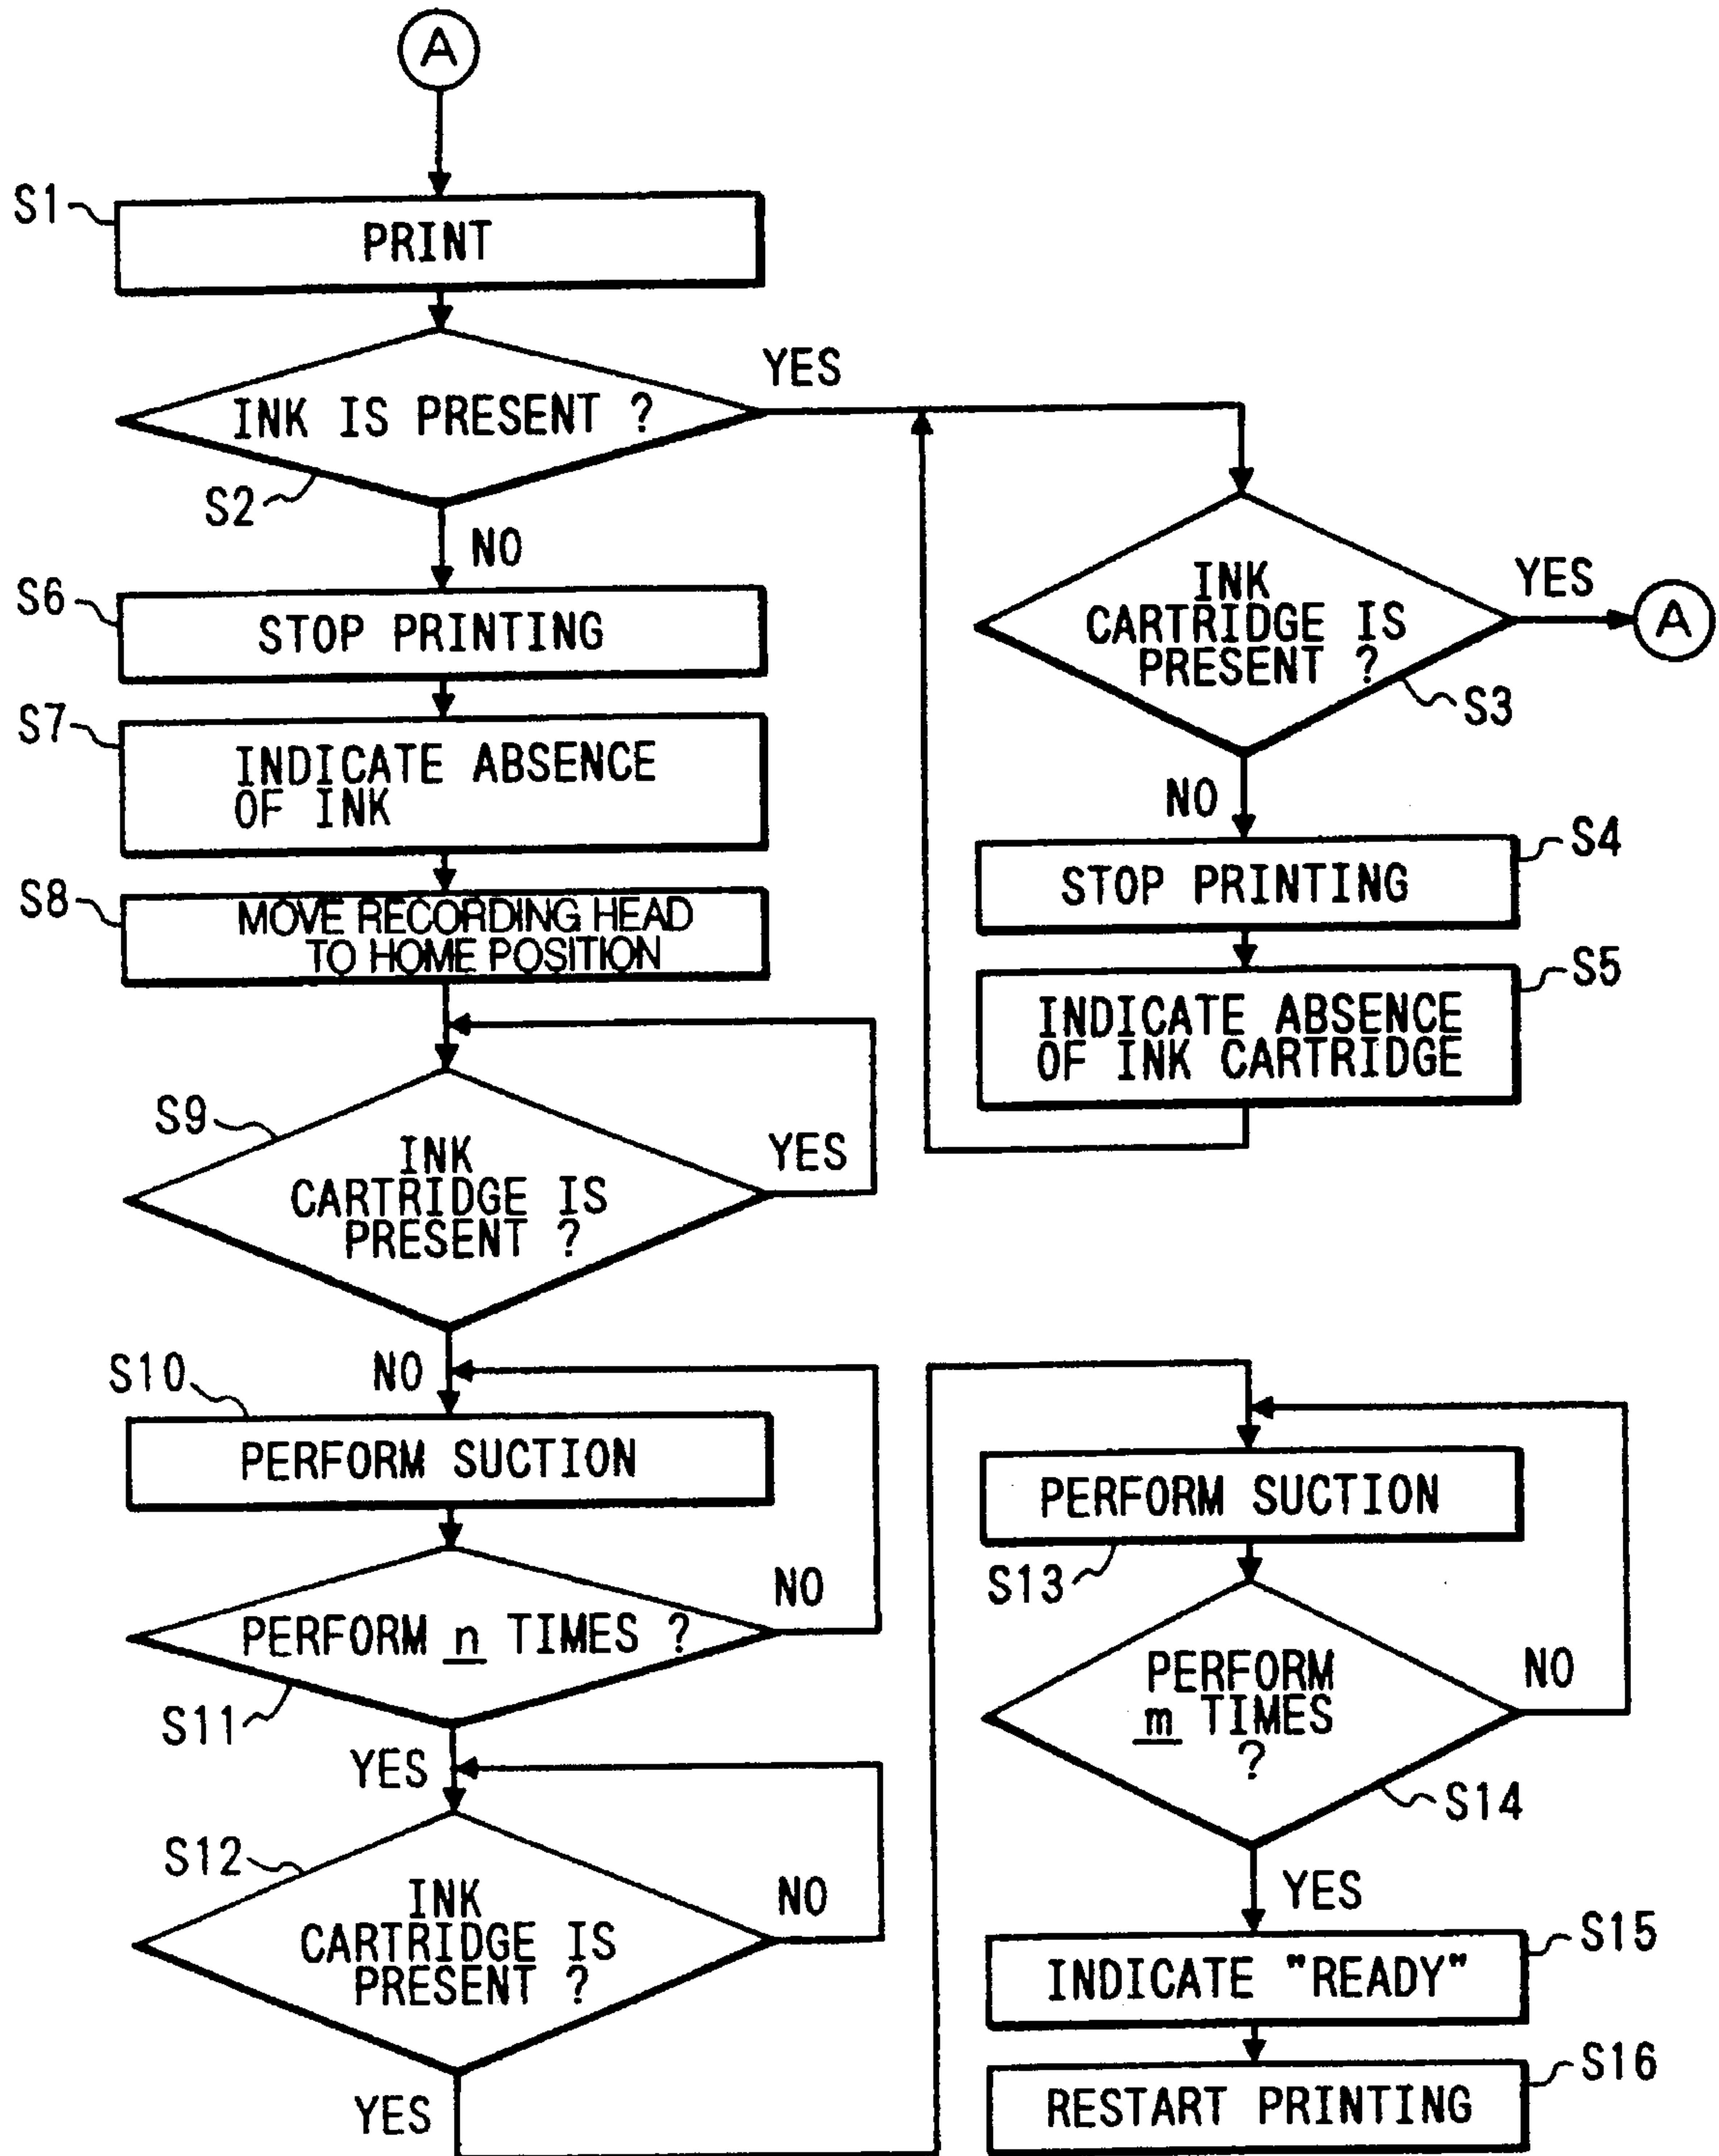 A
S1
PRINT
INK IS PRESENT ?
YES
S2
NO
INK
CARTRIDGE IS
PRESENT ?
YES
A
S3
NO
S4
STOP PRINTING
S5
INDICATE ABSENCE
OF INK CARTRIDGE
S6
STOP PRINTING
S7
INDICATE ABSENCE
OF INK
S8
MOVE RECORDING HEAD
TO HOME POSITION
S9
INK
CARTRIDGE IS
PRESENT ?
YES
NO
S10
PERFORM SUCTION
PERFORM n TIMES ?
NO
S11
YES
S12
INK
CARTRIDGE IS
PRESENT ?
NO
YES
PERFORM SUCTION
S13
PERFORM
m TIMES
?
NO
S14
YES
S15
INDICATE "READY"
S16
RESTART PRINTING